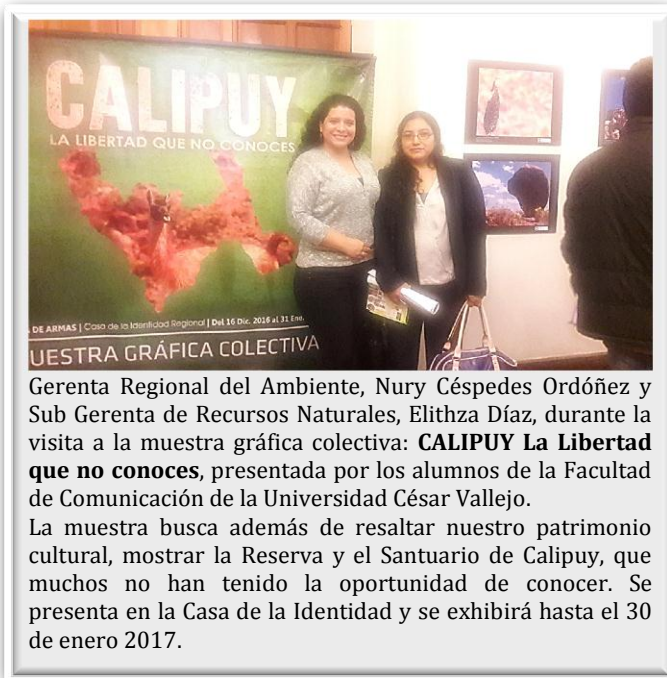 CALIPUY
LA LIBERTAD QUE NO CONOCES
DE ARMAS | Casa de la Identidad Regional | Del 16 Dic. 2016 al 31 Ene.
UESTRA GRÁFICA COLECTIVA
Gerenta Regional del Ambiente, Nury Céspedes Ordóñez y
Sub Gerenta de Recursos Naturales, Elithza Díaz, durante la
visita a la muestra gráfica colectiva: CALIPUY La Libertad
que no conoces, presentada por los alumnos de la Facultad
de Comunicación de la Universidad César Vallejo.
La muestra busca además de resaltar nuestro patrimonio
cultural, mostrar la Reserva y el Santuario de Calipuy, que
muchos no han tenido la oportunidad de conocer. Se
presenta en la Casa de la Identidad y se exhibirá hasta el 30
de enero 2017.